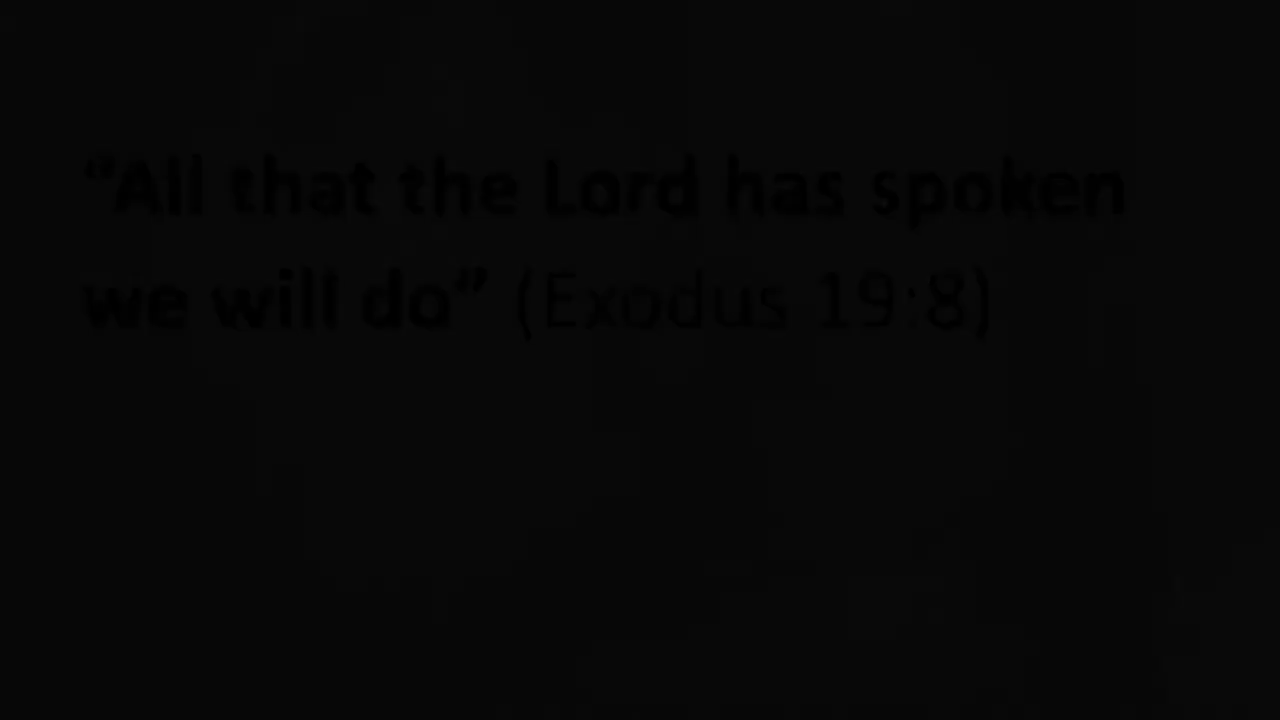 “All that the Lord has spoken
we will do” (Exodus 19:8)